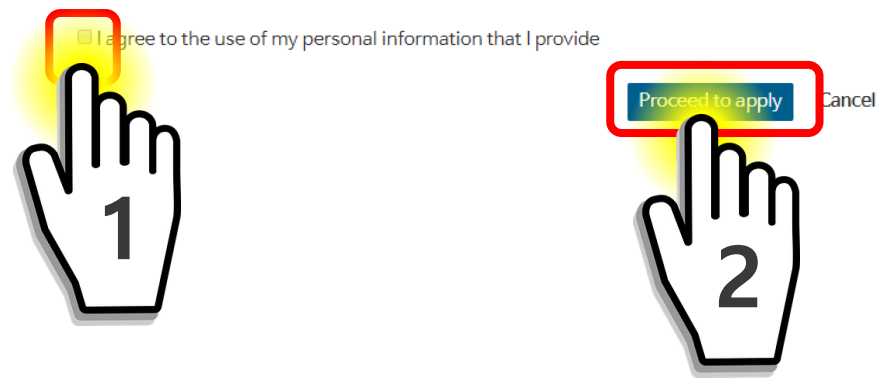 I agree to the use of my personal information that I provide
Proceed to apply Cancel
1
2